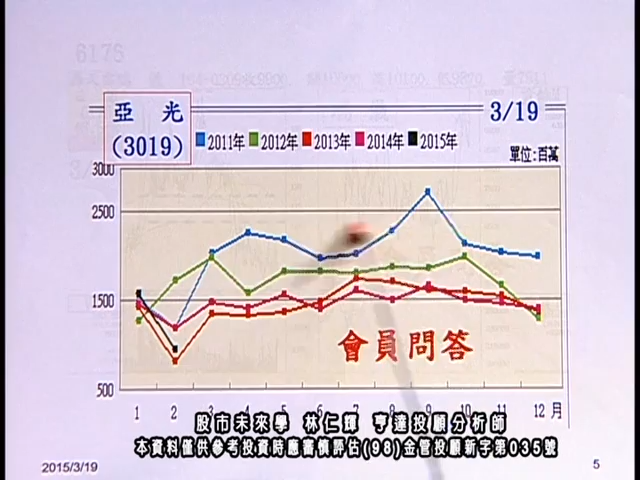 6176
亞光
(3019)
3/19
2011年 2012年 2013年 2014年 2015年
單位:百萬
3000
2500
1500
500
會員問答
1 2 3 4 5 6 7 8 9 10 11 12 月
股市未來學 林仁輝 亨達投顧分析師
本資料僅供參考投資時應審慎評估(98)金管投顧新字第035號
2015/3/19
5